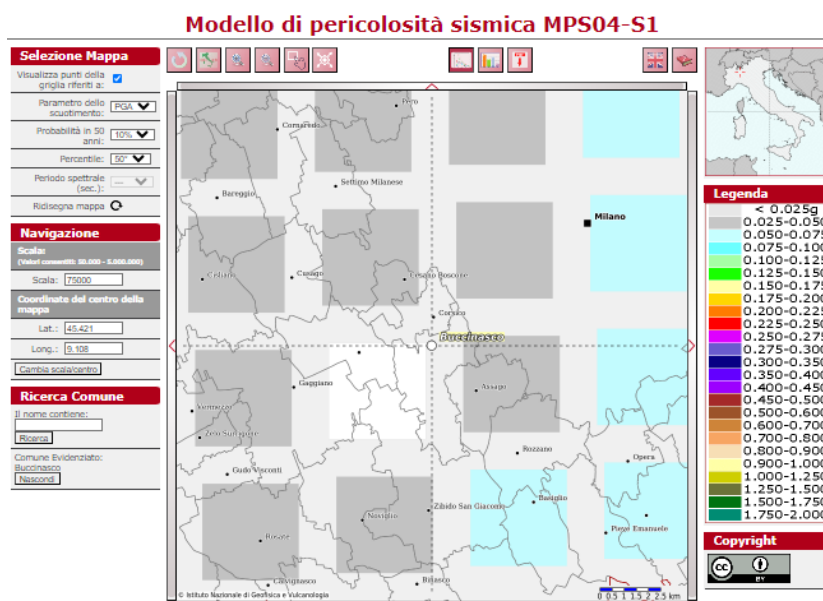 Modello di pericolosità sismica MPS04-S1
Selezione Mappa
Visualizza punti della
griglia riferiti a:
Parametro dello
scuotimento:
PGA
Probabilità in 50
anni:
10%
Percentile:
50°
Periodo spettrale
(sec.):
---
Ridisegna mappa
Navigazione
Scala:
(Valori consentiti: 50.000 - 5.000.000)
Scala:
75000
Coordinate del centro della
mappa
Lat.:
45.421
Long.:
9.108
Cambia scala/centro
Ricerca Comune
Il nome contiene:
Ricerca
Comune Evidenziato:
Buccinasco
Nascondi
Pero
Cornaredo
Settimo Milanese
Bareggio
Milano
Cisliano
Cusago
Cesano Boscone
Corsico
Buccinasco
Gaggiano
Assago
Vermezzo
Zelo Surrigone
Rozzano
Opera
Gudo Visconti
Basiglio
Zibido San Giacomo
Noviglio
Pieve Emanuele
Rosate
Calvignasco
Binasco
© Istituto Nazionale di Geofisica e Vulcanologia
0 0.5 1 1.5 2 2.5 km
Legenda
< 0.025g
0.025-0.050
0.050-0.075
0.075-0.100
0.100-0.125
0.125-0.150
0.150-0.175
0.175-0.200
0.200-0.225
0.225-0.250
0.250-0.275
0.275-0.300
0.300-0.350
0.350-0.400
0.400-0.450
0.450-0.500
0.500-0.600
0.600-0.700
0.700-0.800
0.800-0.900
0.900-1.000
1.000-1.250
1.250-1.500
1.500-1.750
1.750-2.000
Copyright
cc
BY